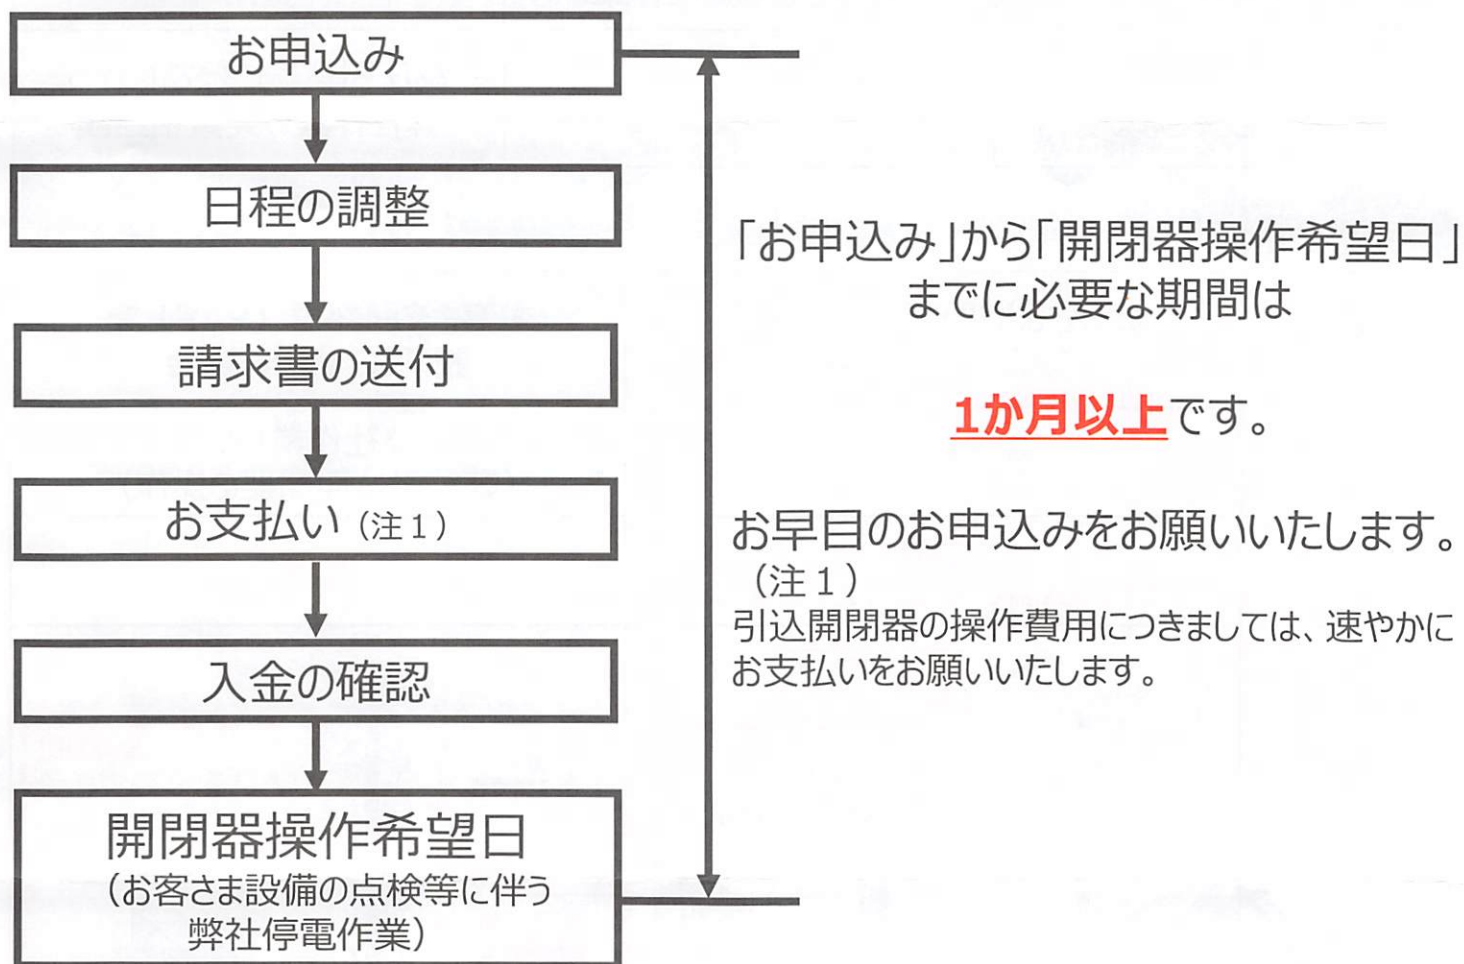 お申込み
日程の調整
請求書の送付
お支払い（注１）
入金の確認
開閉器操作希望日
（お客さま設備の点検等に伴う
弊社停電作業）
「お申込み」から「開閉器操作希望日」
までに必要な期間は
1か月以上です。
お早目のお申込みをお願いいたします。
（注１）
引込開閉器の操作費用につきましては、速やかに
お支払いをお願いいたします。